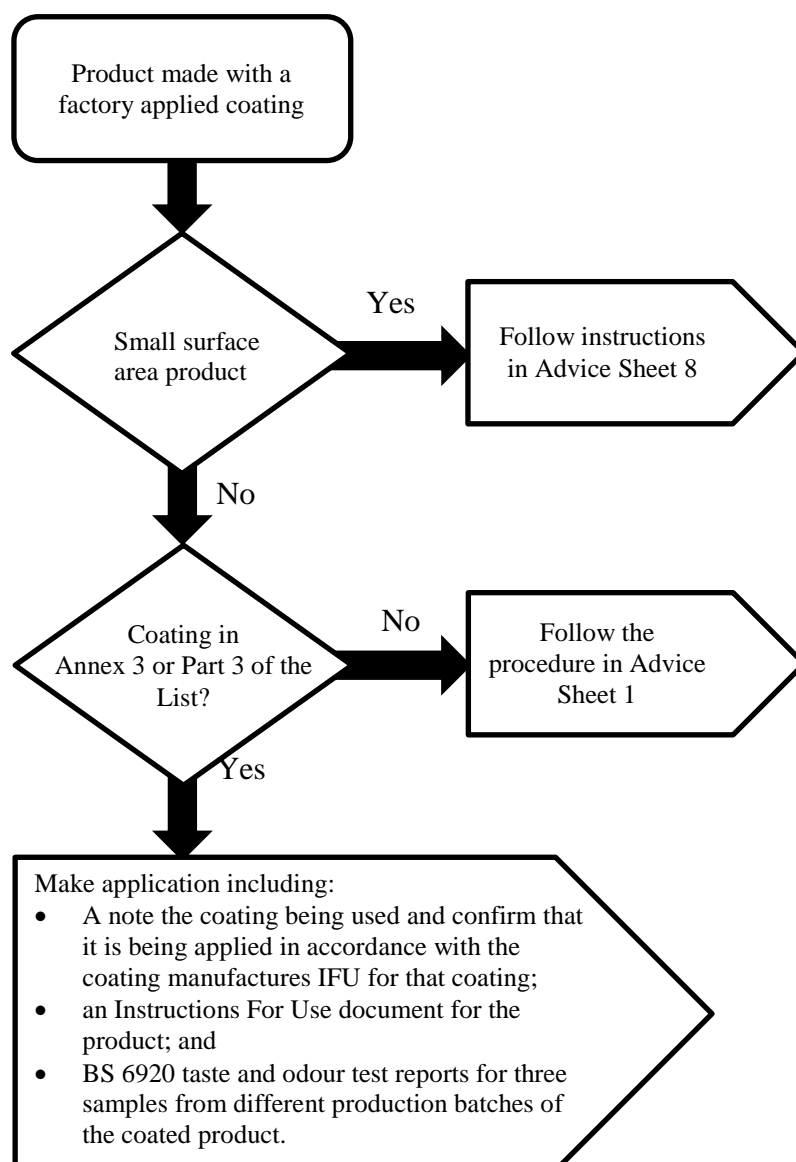 Product made with a
factory applied coating
Yes
Small surface
area product
Follow instructions
in Advice Sheet 8
No
Coating in
Annex 3 or Part 3 of the
List?
No
Follow the
procedure in Advice
Sheet 1
Yes
Make application including:
• A note the coating being used and confirm that
it is being applied in accordance with the
coating manufactures IFU for that coating;
• an Instructions For Use document for the
product; and
• BS 6920 taste and odour test reports for three
samples from different production batches of
the coated product.